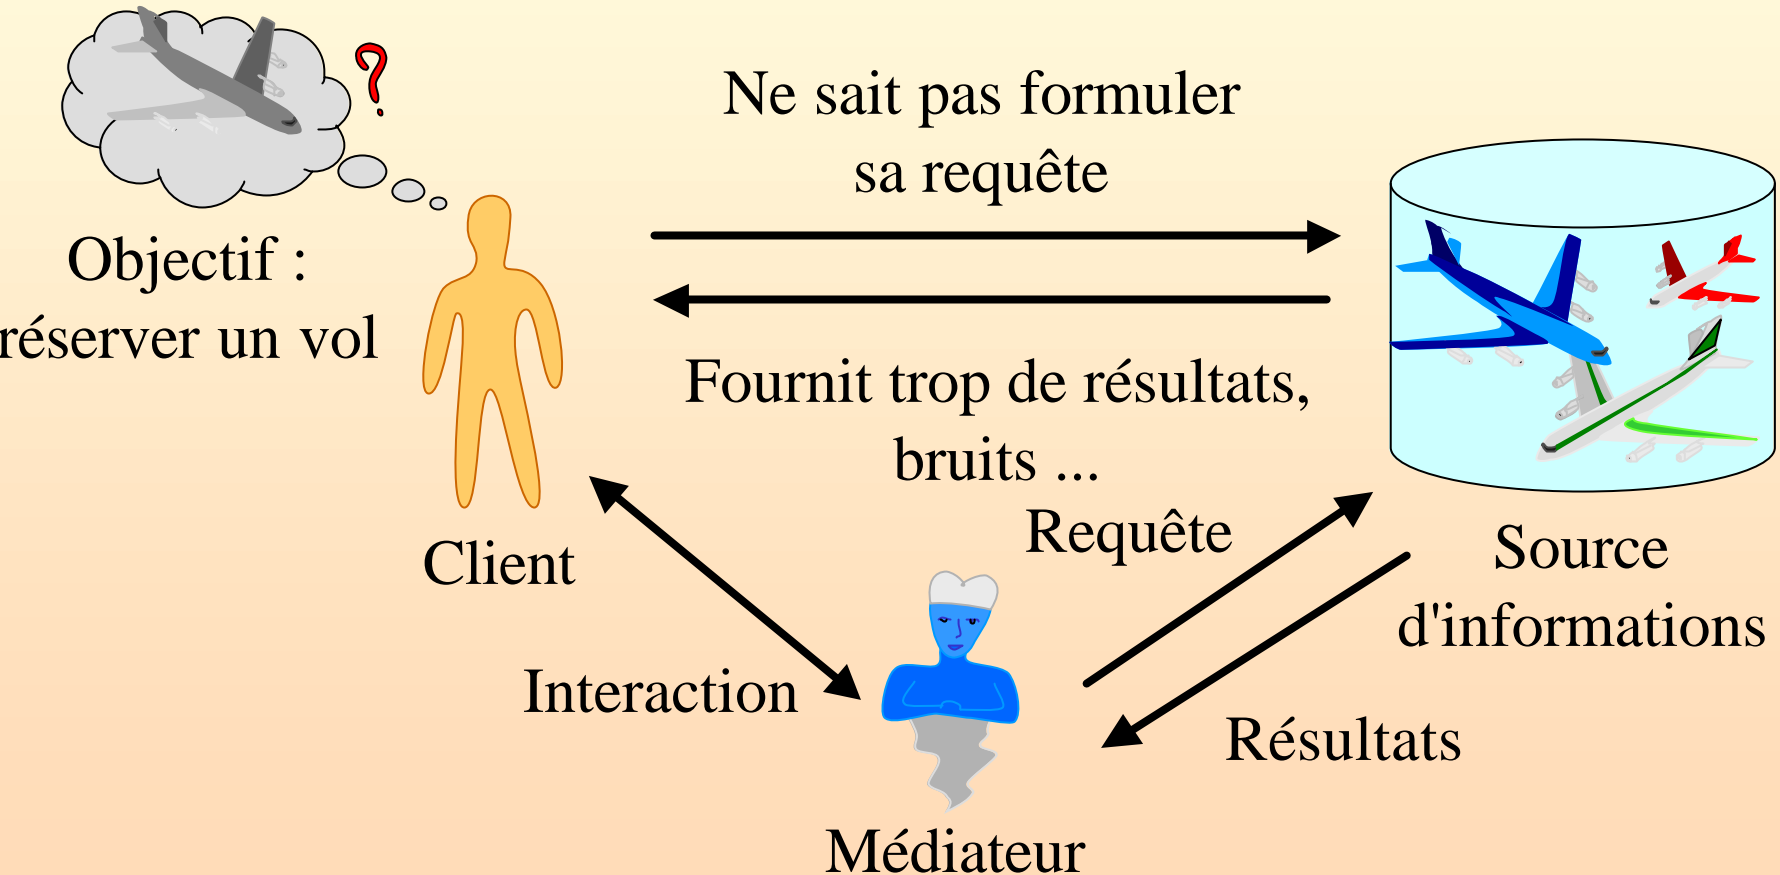 Ne sait pas formuler
sa requête
Objectif :
réserver un vol
Fournit trop de résultats,
bruits ...
Requête
Client
Source
d'informations
Interaction
Résultats
Médiateur